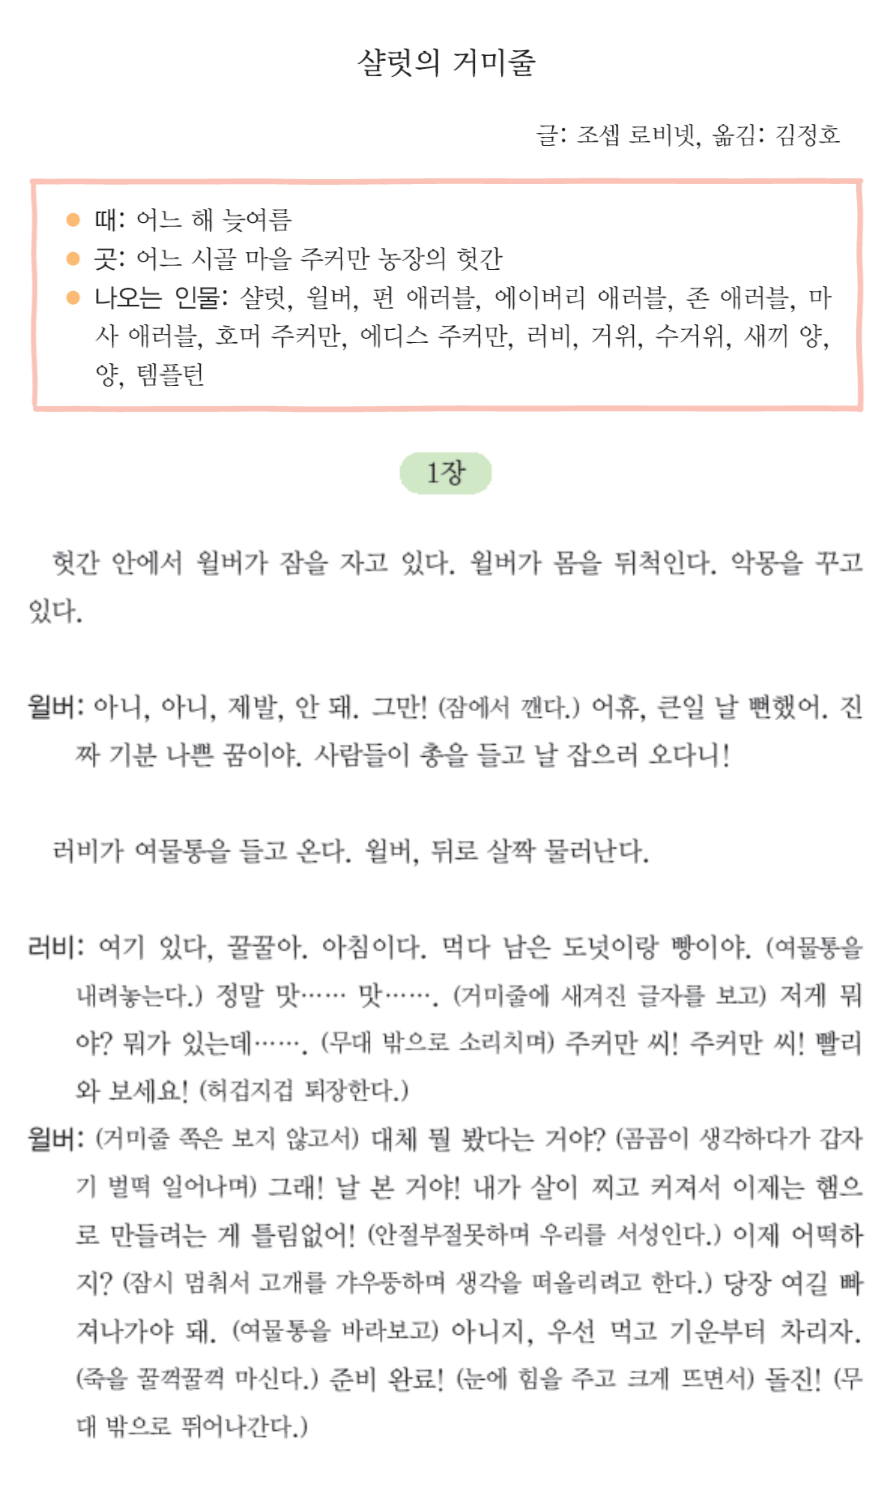 샬럿의 거미줄
글: 조셉 로비넷, 옮김: 김정호
● 때: 어느 해 늦여름
● 곳: 어느 시골 마을 주커만 농장의 헛간
● 나오는 인물: 샬럿, 윌버, 펀 애러블, 에이버리 애러블, 존 애러블, 마
사 애러블, 호머 주커만, 에디스 주커만, 러비, 거위, 수거위, 새끼 양,
양, 템플턴
1장
헛간 안에서 윌버가 잠을 자고 있다. 윌버가 몸을 뒤척인다. 악몽을 꾸고
있다.
윌버: 아니, 아니, 제발, 안 돼. 그만! (잠에서 깬다.) 어휴, 큰일 날 뻔했어. 진
짜 기분 나쁜 꿈이야. 사람들이 총을 들고 날 잡으러 오다니!
러비가 여물통을 들고 온다. 윌버, 뒤로 살짝 물러난다.
러비: 여기 있다, 꿀꿀아. 아침이다. 먹다 남은 도넛이랑 빵이야. (여물통을
내려놓는다.) 정말 맛…… 맛……. (거미줄에 새겨진 글자를 보고) 저게 뭐
야? 뭐가 있는데……. (무대 밖으로 소리치며) 주커만 씨! 주커만 씨! 빨리
와 보세요! (허겁지겁 퇴장한다.)
윌버: (거미줄 쪽은 보지 않고서) 대체 뭘 봤다는 거야? (곰곰이 생각하다가 갑자
기 벌떡 일어나며) 그래! 날 본 거야! 내가 살이 찌고 커져서 이제는 햄으
로 만들려는 게 틀림없어! (안절부절못하며 우리를 서성인다.) 이제 어떡하
지? (잠시 멈춰서 고개를 갸우뚱하며 생각을 떠올리려고 한다.) 당장 여길 빠
져나가야 돼. (여물통을 바라보고) 아니지, 우선 먹고 기운부터 차리자.
(죽을 꿀꺽꿀꺽 마신다.) 준비 완료! (눈에 힘을 주고 크게 뜨면서) 돌진! (무
대 밖으로 뛰어나간다.)